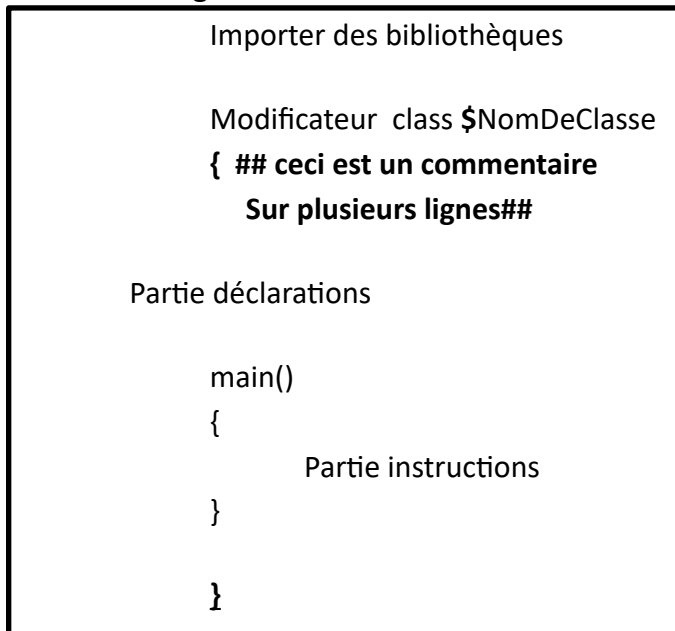 Importer des bibliothèques
Modificateur class $NomDeClasse
{ ## ceci est un commentaire
Sur plusieurs lignes##
Partie déclarations
main()
{
Partie instructions
}
}